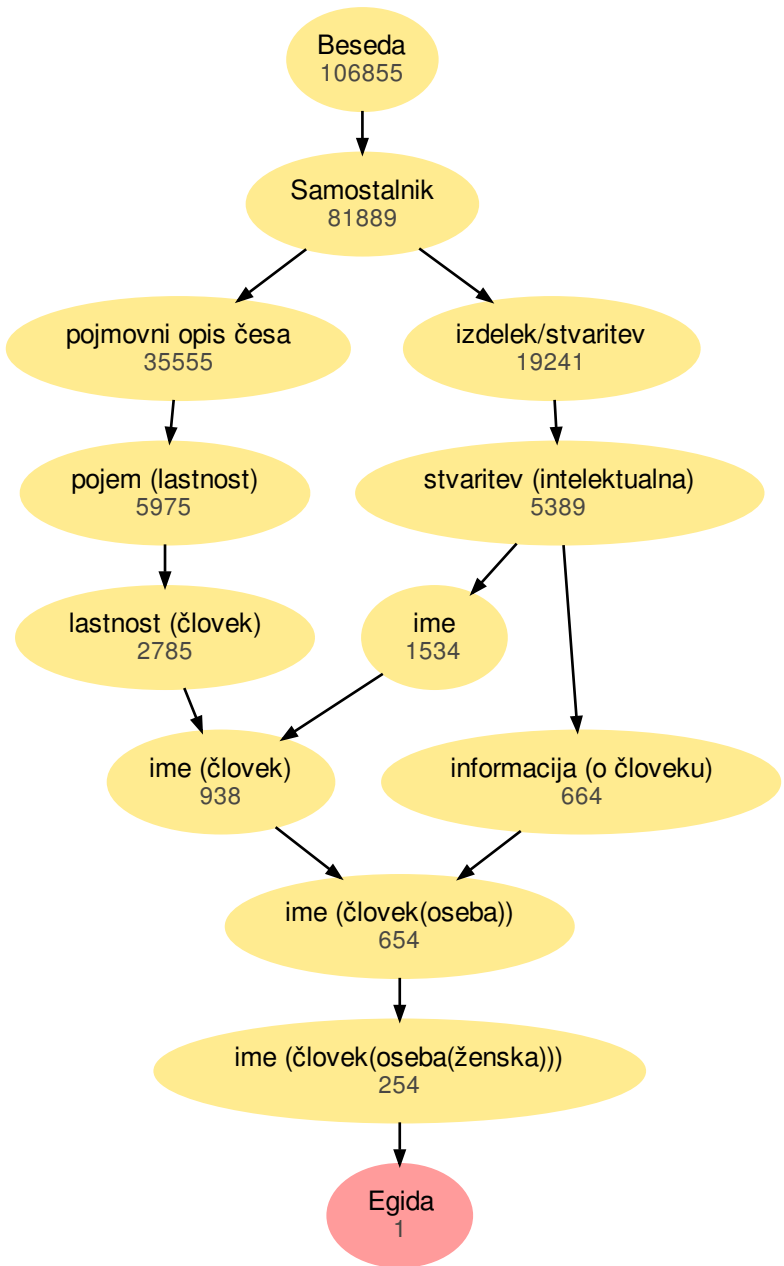 Beseda
106855
Samostalnik
81889
pojmovni opis česa
35555
izdelek/stvaritev
19241
pojem (lastnost)
5975
stvaritev (intelektualna)
5389
lastnost (človek)
2785
ime
1534
ime (človek)
938
informacija (o človeku)
664
ime (človek(oseba))
654
ime (človek(oseba(ženska)))
254
Egida
1